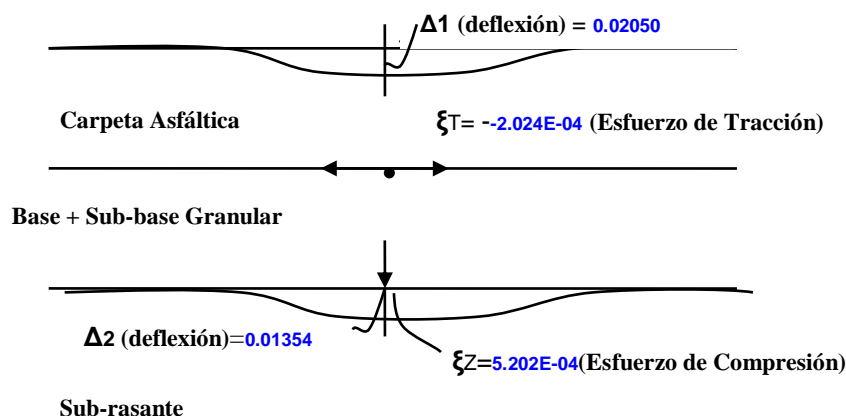 Δ1 (deflexión) = 0.02050
Carpeta Asfáltica
ξT= --2.024E-04 (Esfuerzo de Tracción)
Base + Sub-base Granular
Δ2 (deflexión)=0.01354
ξZ=5.202E-04(Esfuerzo de Compresión)
Sub-rasante